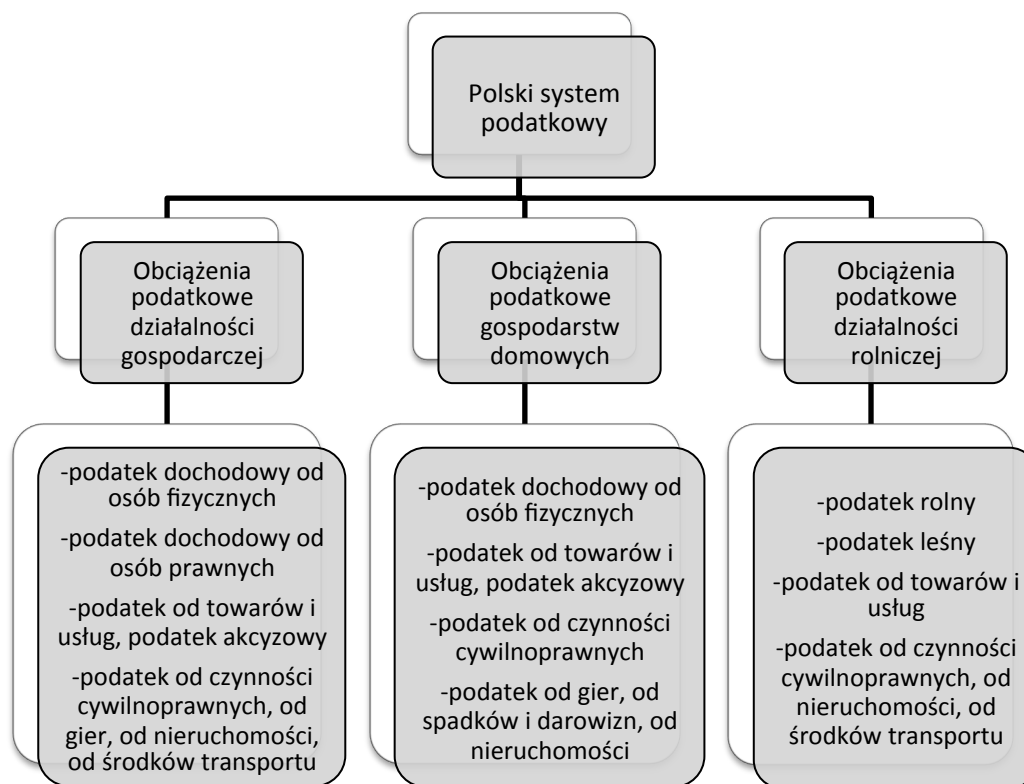 Polski system
podatkowy
Obciążenia
podatkowe
działalności
gospodarczej
Obciążenia
podatkowe
gospodarstw
domowych
Obciążenia
podatkowe
działalności
rolniczej
-podatek dochodowy od
osób fizycznych
-podatek dochodowy od
osób prawnych
-podatek od towarów i
usług, podatek akcyzowy
-podatek od czynności
cywilnoprawnych, od
gier, od nieruchomości,
od środków transportu
-podatek dochodowy od
osób fizycznych
-podatek od towarów i
usług, podatek akcyzowy
-podatek od czynności
cywilnoprawnych
-podatek od gier, od
spadków i darowizn, od
nieruchomości
-podatek rolny
-podatek leśny
-podatek od towarów i
usług
-podatek od czynności
cywilnoprawnych, od
nieruchomości, od
środków transportu